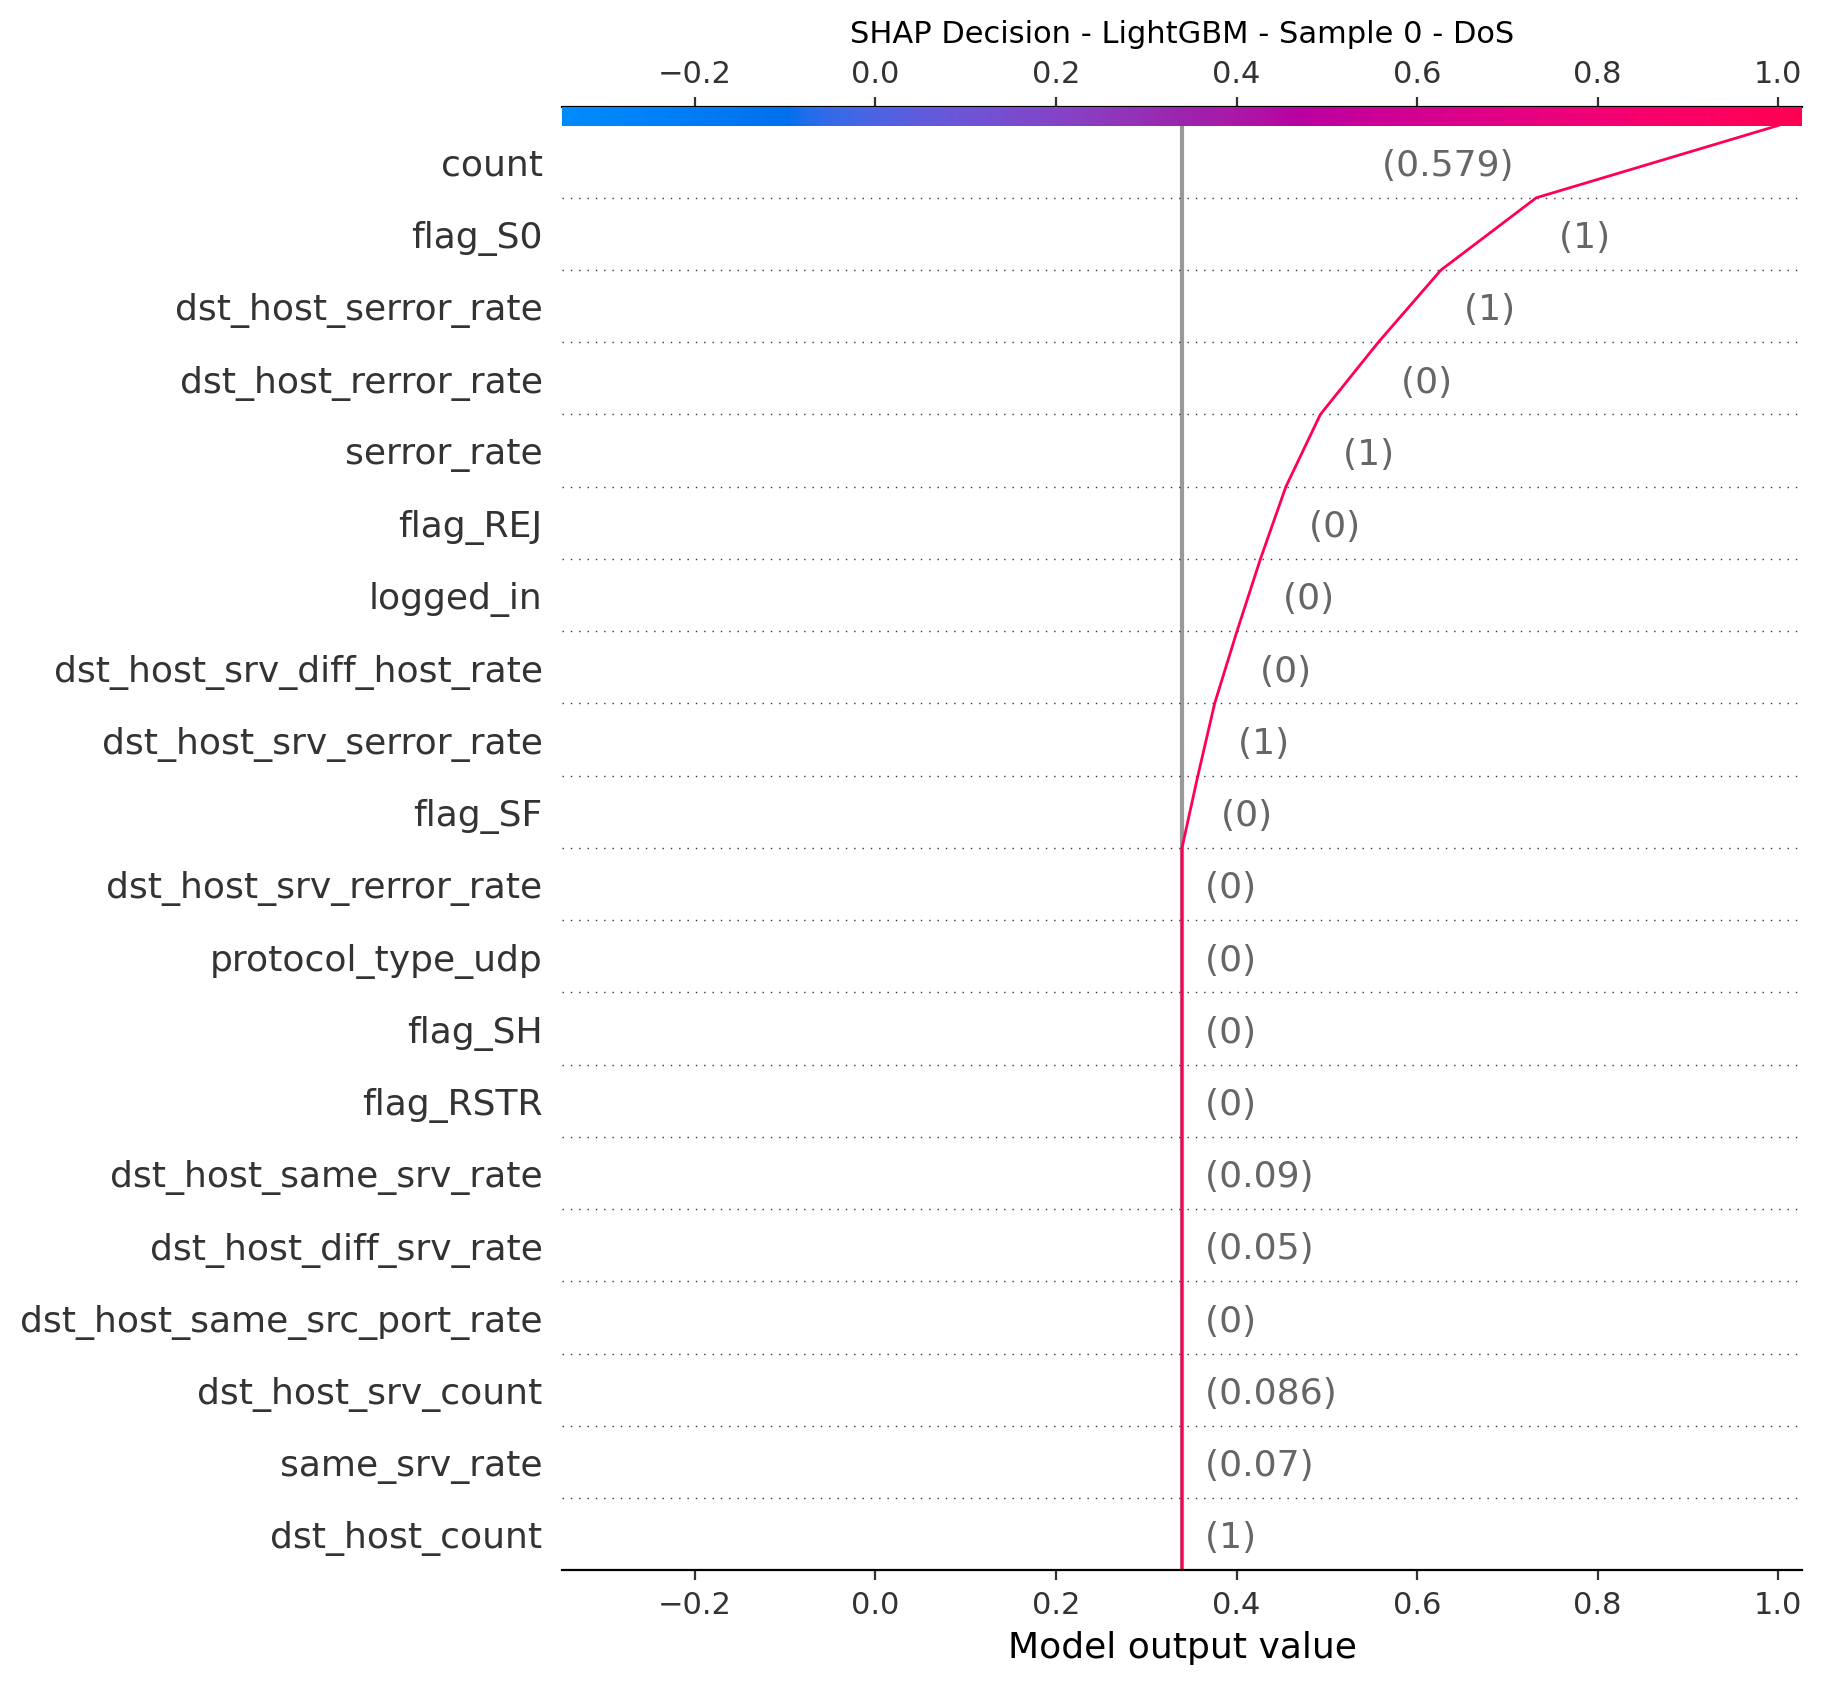 SHAP Decision - LightGBM - Sample 0 - DoS
−0.2 0.0 0.2 0.4 0.6 0.8 1.0
count (0.579)
flag_S0 (1)
dst_host_serror_rate (1)
dst_host_rerror_rate (0)
serror_rate (1)
flag_REJ (0)
logged_in (0)
dst_host_srv_diff_host_rate (0)
dst_host_srv_serror_rate (1)
flag_SF (0)
dst_host_srv_rerror_rate (0)
protocol_type_udp (0)
flag_SH (0)
flag_RSTR (0)
dst_host_same_srv_rate (0.09)
dst_host_diff_srv_rate (0.05)
dst_host_same_src_port_rate (0)
dst_host_srv_count (0.086)
same_srv_rate (0.07)
dst_host_count (1)
−0.2 0.0 0.2 0.4 0.6 0.8 1.0
Model output value